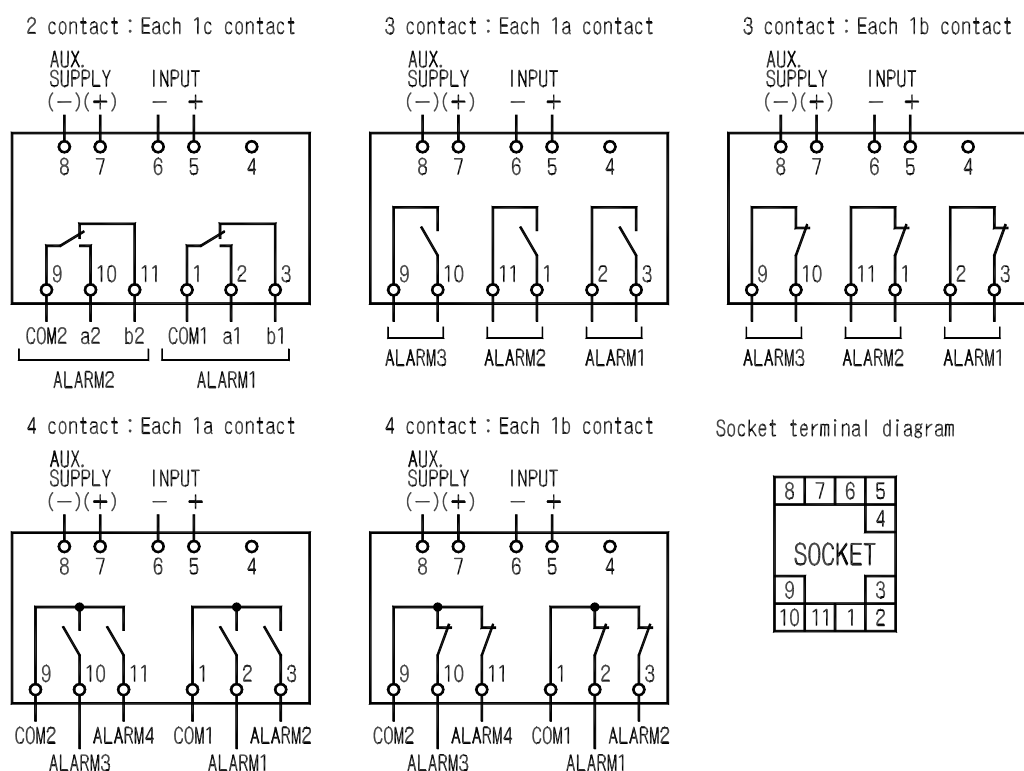 2 contact : Each 1c contact
AUX.
SUPPLY INPUT
(−)(+) − +
8 7 6 5 4
9 10 11 1 2 3
COM2 a2 b2 COM1 a1 b1
ALARM2 ALARM1
3 contact : Each 1a contact
AUX.
SUPPLY INPUT
(−)(+) − +
8 7 6 5 4
9 10 11 1 2 3
ALARM3 ALARM2 ALARM1
3 contact : Each 1b contact
AUX.
SUPPLY INPUT
(−)(+) − +
8 7 6 5 4
9 10 11 1 2 3
ALARM3 ALARM2 ALARM1
4 contact : Each 1a contact
AUX.
SUPPLY INPUT
(−)(+) − +
8 7 6 5 4
9 10 11 1 2 3
COM2 ALARM4 COM1 ALARM2
ALARM3 ALARM1
4 contact : Each 1b contact
AUX.
SUPPLY INPUT
(−)(+) − +
8 7 6 5 4
9 10 11 1 2 3
COM2 ALARM4 COM1 ALARM2
ALARM3 ALARM1
Socket terminal diagram
8 7 6 5
4
SOCKET
9 3
10 11 1 2